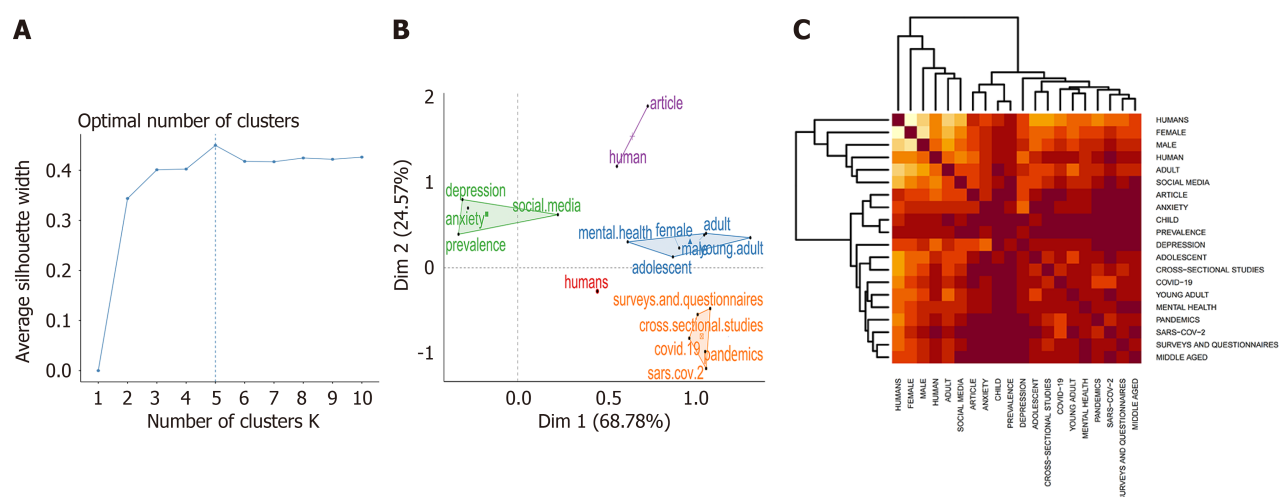 A
B
C
Optimal number of clusters
Average silhouette width
0.4
0.3
0.2
0.1
0.0
1 2 3 4 5 6 7 8 9 10
Number of clusters K
Dim 2 (24.57%)
2
1
0
-1
article
human
depression
social.media
anxiety
prevalence
adult
mental.health female
male
young.adult
adolescent
humans
surveys.and.questionnaires
cross.sectional.studies
covid.19
pandemics
sars.cov.2
0.0 0.5 1.0
Dim 1 (68.78%)
HUMANS
FEMALE
MALE
HUMAN
ADULT
SOCIAL MEDIA
ARTICLE
ANXIETY
CHILD
PREVALENCE
DEPRESSION
ADOLESCENT
CROSS-SECTIONAL STUDIES
COVID-19
YOUNG ADULT
MENTAL HEALTH
PANDEMICS
SARS-COV-2
SURVEYS AND QUESTIONNAIRES
MIDDLE AGED
HUMANS
FEMALE
MALE
HUMAN
ADULT
SOCIAL MEDIA
ARTICLE
ANXIETY
CHILD
PREVALENCE
DEPRESSION
ADOLESCENT
CROSS-SECTIONAL STUDIES
COVID-19
YOUNG ADULT
MENTAL HEALTH
PANDEMICS
SARS-COV-2
SURVEYS AND QUESTIONNAIRES
MIDDLE AGED